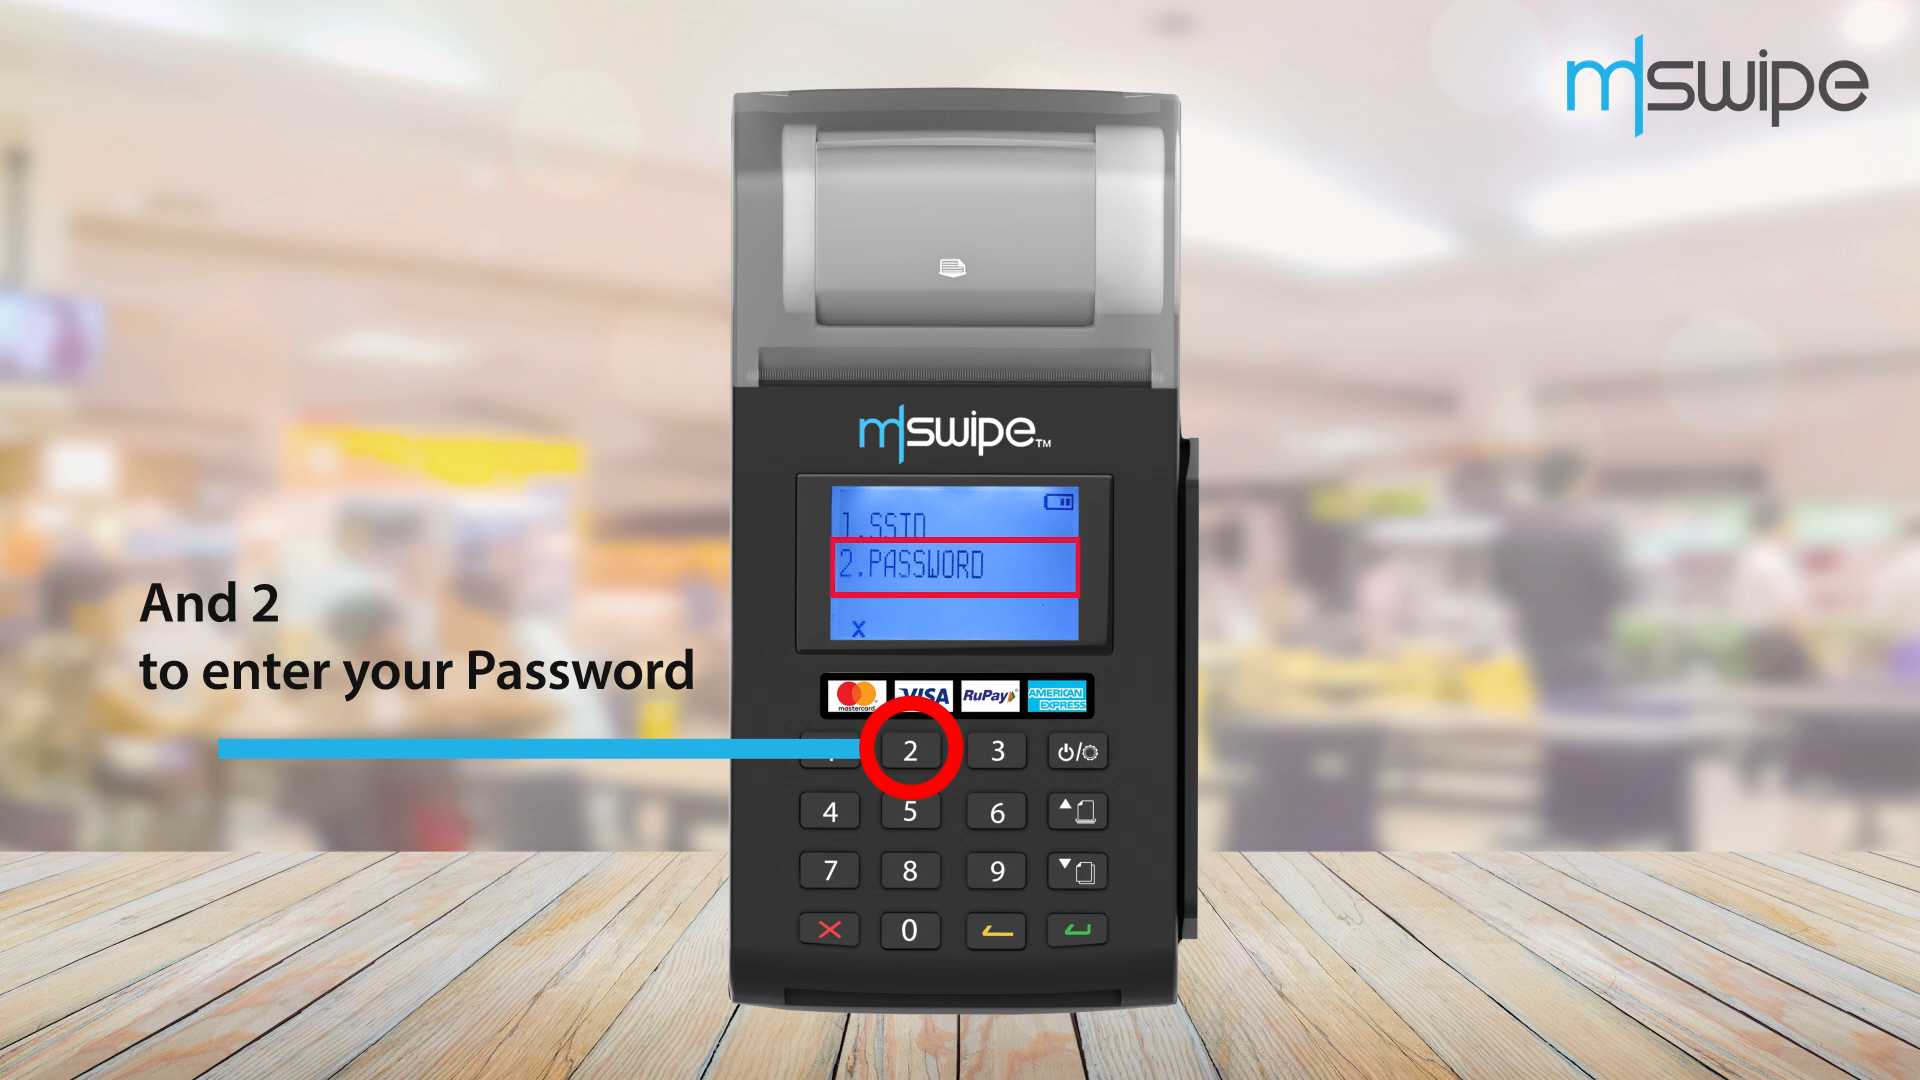 mswipe
mswipe™
1.SSID
2.PASSWORD
X
And 2
to enter your Password
mastercard VISA RuPay AMERICAN EXPRESS
2 3
4 5 6
7 8 9
0